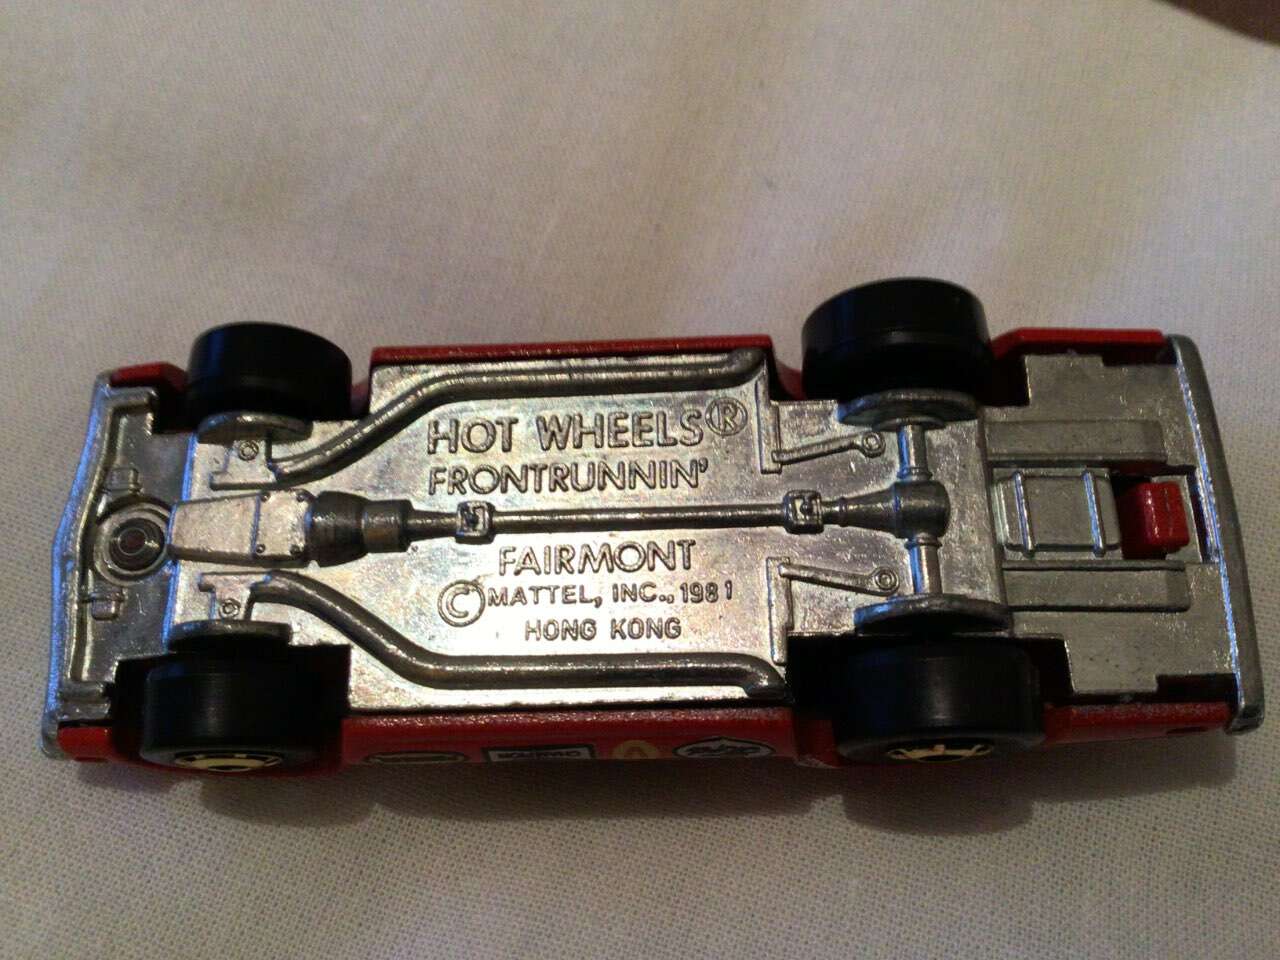 HOT WHEELS®
FRONTRUNNIN'
FAIRMONT
© MATTEL, INC., 1981
HONG KONG